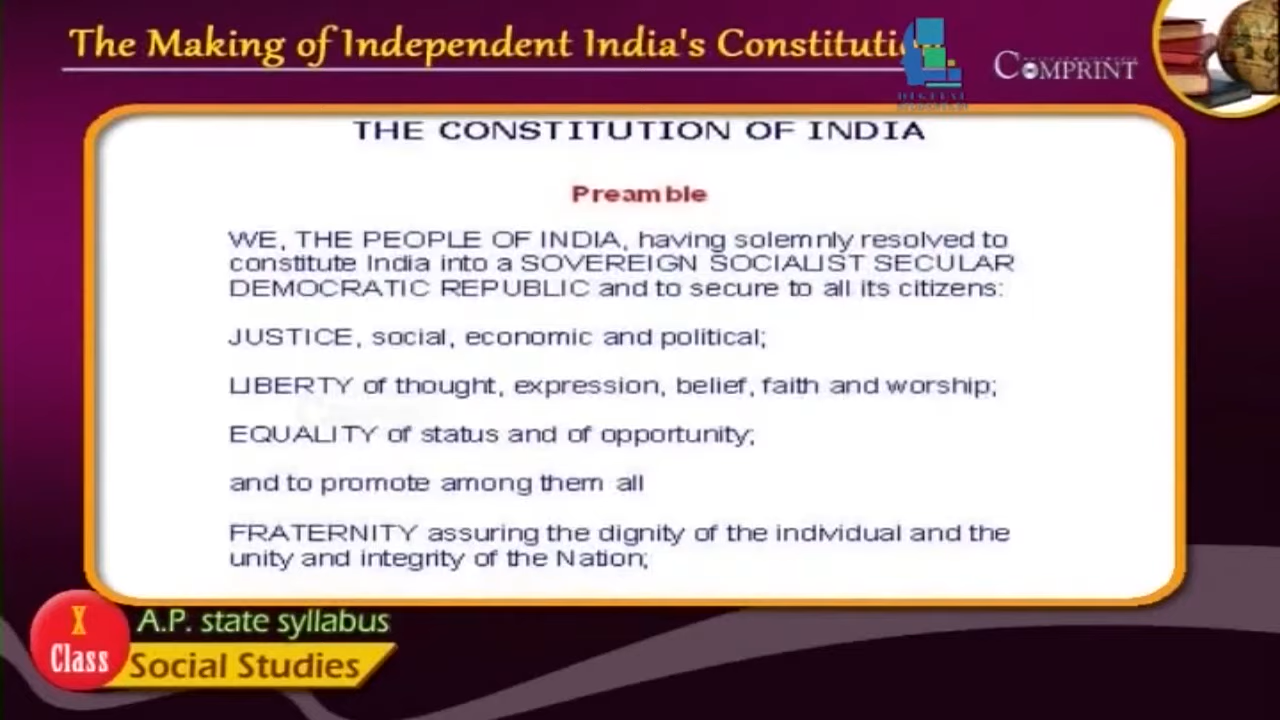 The Making of Independent India's Constituti
COMPRINT
THE CONSTITUTION OF INDIA
Preamble
WE, THE PEOPLE OF INDIA, having solemnly resolved to
constitute India into a SOVEREIGN SOCIALIST SECULAR
DEMOCRATIC REPUBLIC and to secure to all its citizens:
JUSTICE, social, economic and political;
LIBERTY of thought, expression, belief, faith and worship;
EQUALITY of status and of opportunity;
and to promote among them all
FRATERNITY assuring the dignity of the individual and the
unity and integrity of the Nation;
X
Class
A.P. state syllabus
Social Studies